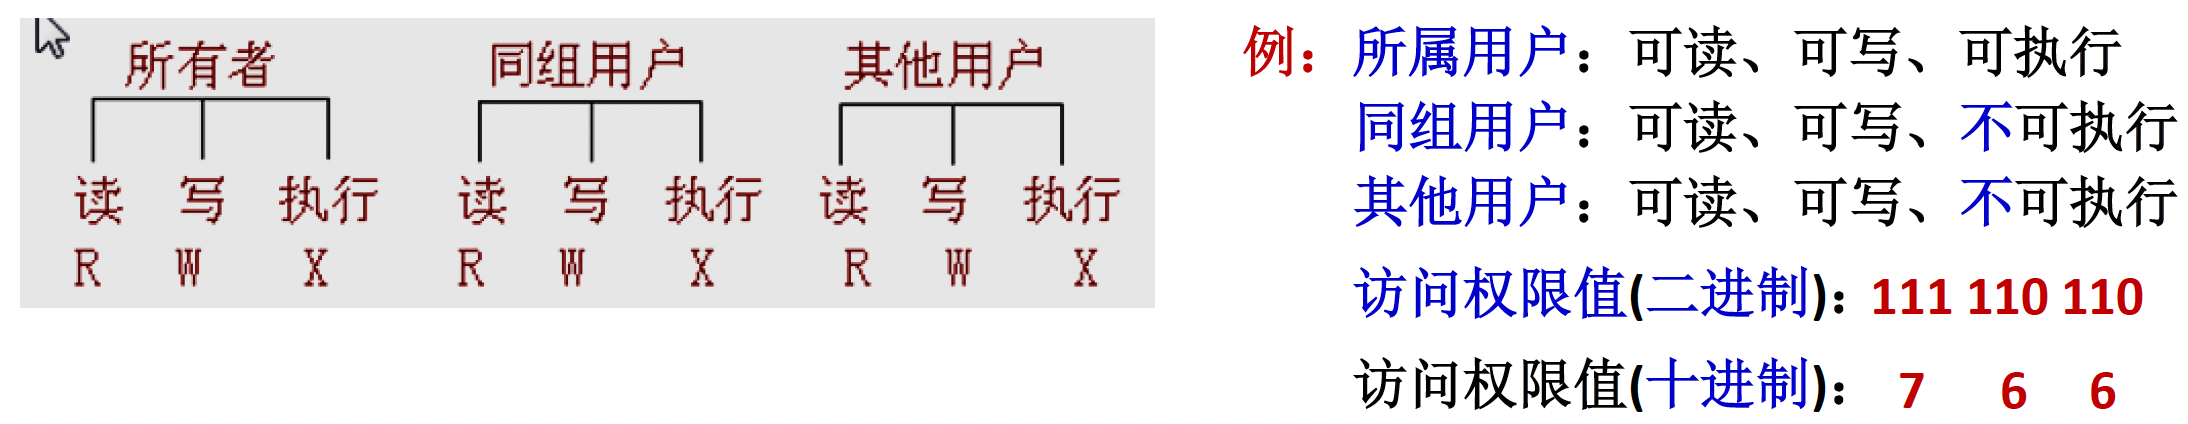 所有者 同组用户 其他用户
读 写 执行 读 写 执行 读 写 执行
R W X R W X R W X
例：所属用户：可读、可写、可执行
同组用户：可读、可写、不可执行
其他用户：可读、可写、不可执行
访问权限值(二进制)：111 110 110
访问权限值(十进制)： 7 6 6